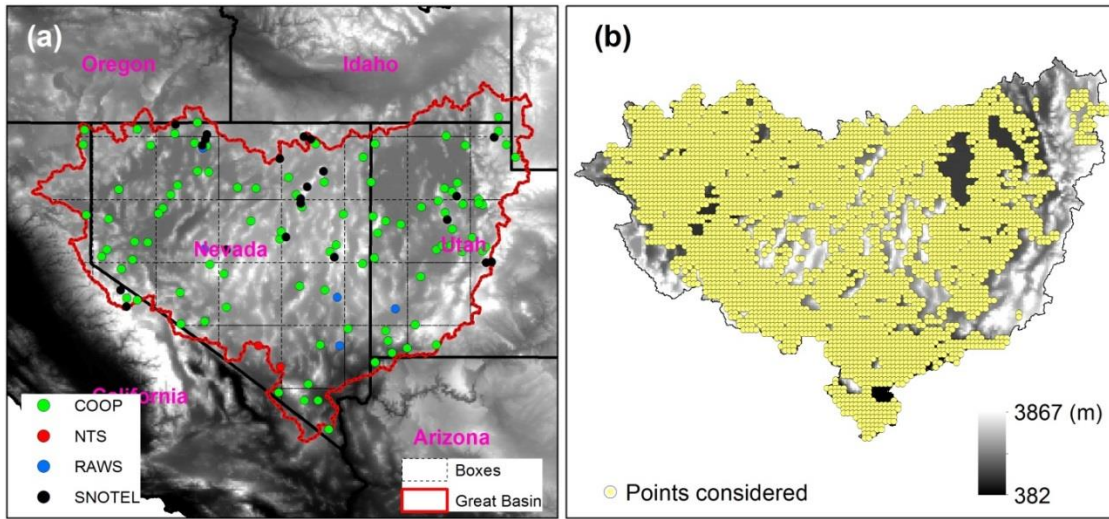 (a)
Oregon
Idaho
Nevada
Utah
California
Arizona
COOP
NTS
RAWS
SNOTEL
Boxes
Great Basin
(b)
3867 (m)
382
Points considered